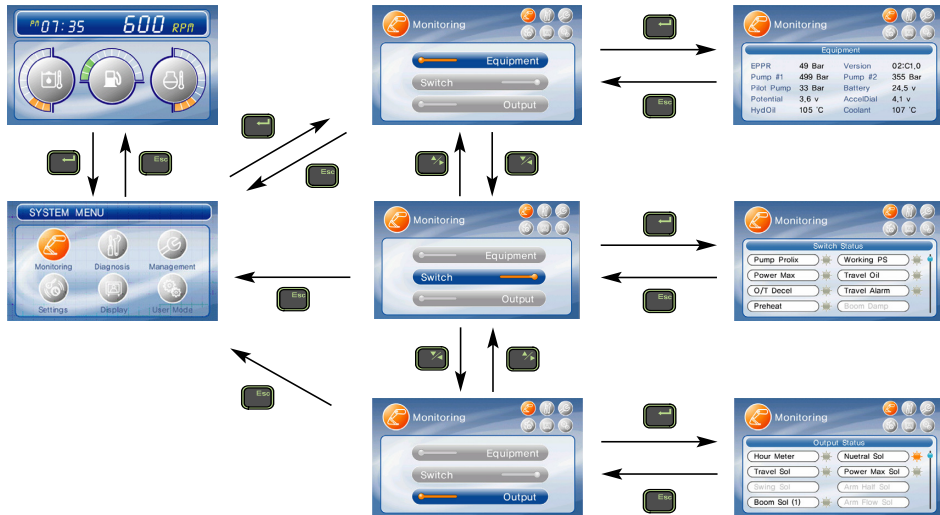 PM 07:35 600 RPM
Esc
SYSTEM MENU
Monitoring Diagnosis Management
Settings Display User Mode
Esc
Esc
Esc
Monitoring
Equipment
Switch
Output
Monitoring
Equipment
Switch
Output
Monitoring
Equipment
Switch
Output
Esc
Monitoring
Equipment
EPPR 49 Bar Version 02:C1,0
Pump #1 499 Bar Pump #2 355 Bar
Pilot Pump 33 Bar Battery 24,5 v
Potential 3,6 v AccelDial 4,1 v
HydOil 105 ˚C Coolant 107 ˚C
Esc
Monitoring
Switch Status
Pump Prolix Working PS
Power Max Travel Oil
O/T Decel Travel Alarm
Preheat Boom Damp
Esc
Monitoring
Output Status
Hour Meter Nuetral Sol
Travel Sol Power Max Sol
Swing Sol Arm Half Sol
Boom Sol (1) Arm Flow Sol